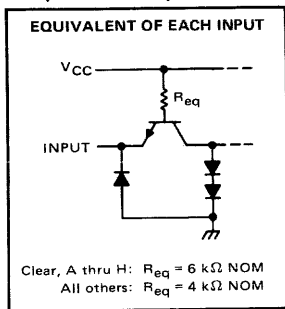 EQUIVALENT OF EACH INPUT
VCC
Req
INPUT
Clear, A thru H: Req = 6 kΩ NOM
All others: Req = 4 kΩ NOM